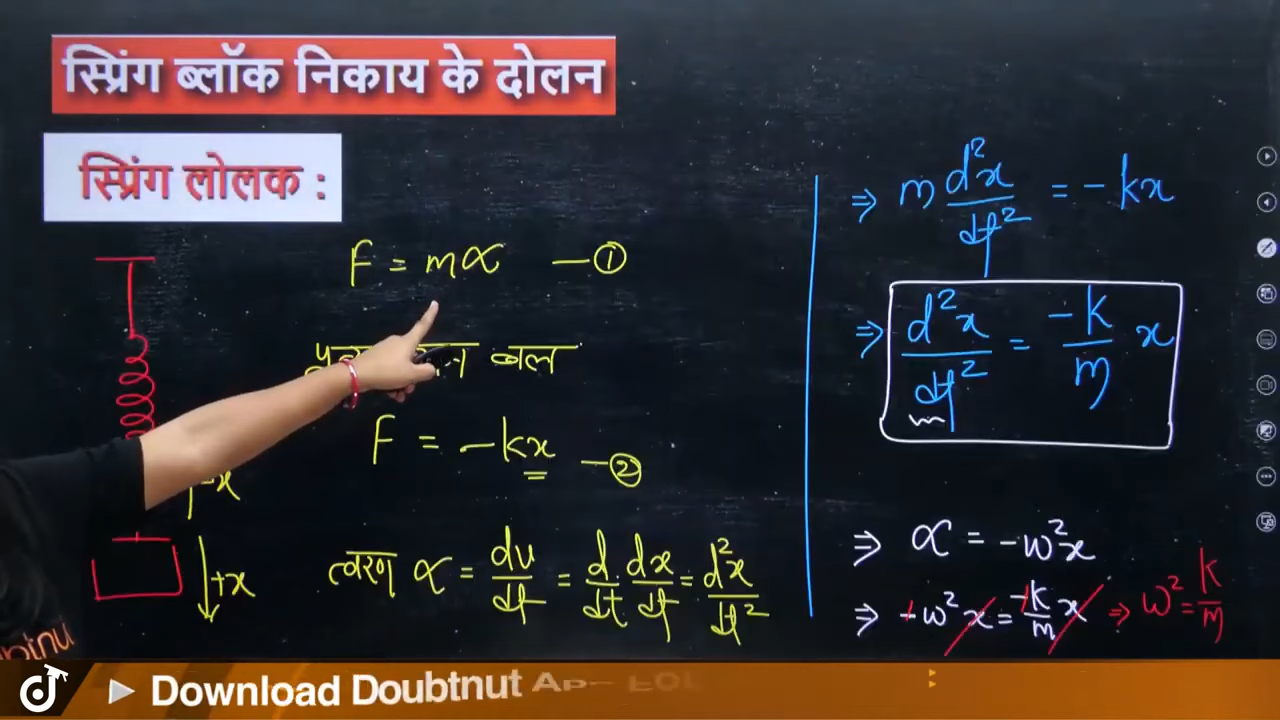 स्प्रिंग ब्लॉक निकाय के दोलन
स्प्रिंग लोलक :
F = mα — ①
बल
F = -kx — ②
+x
त्वरण α = dv/dt = d/dt dx/dt = d²x/dt²
⇒ m d²x/dt² = -kx
⇒ d²x/dt² = -k/m x
⇒ α = -ω²x
⇒ -ω²x = -k/m x ⇒ ω² = k/m
Download Doubtnut